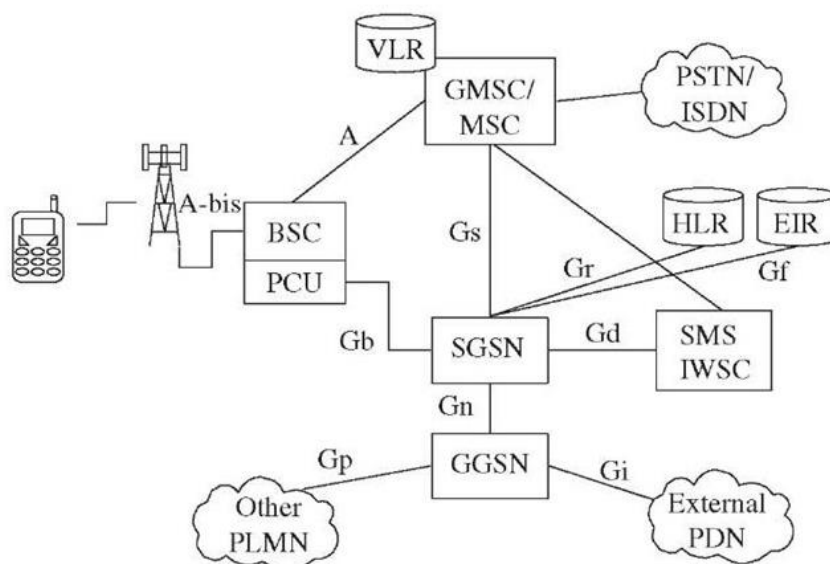 VLR
GMSC/
MSC
PSTN/
ISDN
A
A-bis
BSC
PCU
Gs
HLR
EIR
Gr
Gf
Gb
SGSN
Gd
SMS
IWSC
Gn
GGSN
Gp
Gi
Other
PLMN
External
PDN